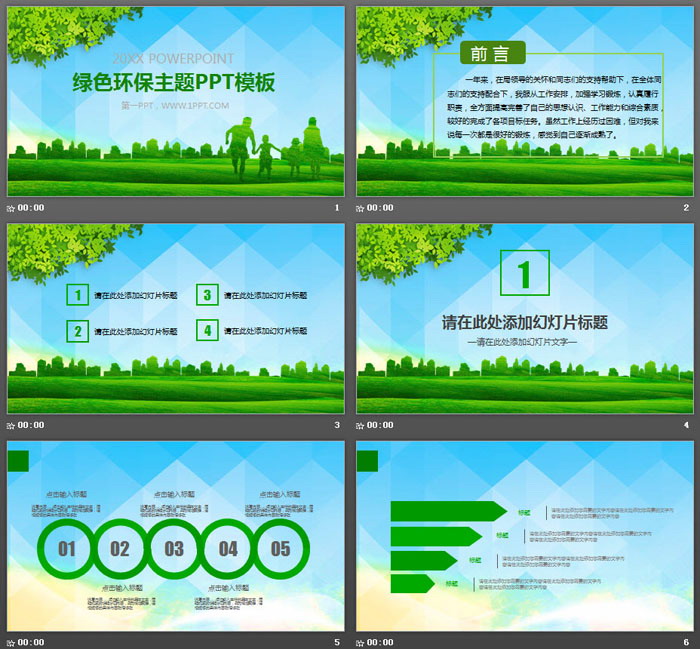 20XX POWERPOINT
绿色环保主题PPT模板
第一PPT，WWW.1PPT.COM
00:00
1
前言
一年来，在局领导的关怀和同志们的支持帮助下，在全体同
志们的支持配合下，我服从工作安排，加强学习锻炼，认真履行
职责，全方面提高完善了自己的思想认识、工作能力和综合素质，
较好的完成了各项目标任务。虽然工作上经历过困难，但对我来
说每一次都是很好的锻炼，感觉到自己逐渐成熟了。
00:00
2
1 请在此处添加幻灯片标题
3 请在此处添加幻灯片标题
2 请在此处添加幻灯片标题
4 请在此处添加幻灯片标题
00:00
3
1
请在此处添加幻灯片标题
—请在此处添加幻灯片文字—
00:00
4
点击输入标题
点击输入标题
点击输入标题
01
02
03
04
05
点击输入标题
点击输入标题
00:00
5
标题
标题
标题
标题
00:00
6